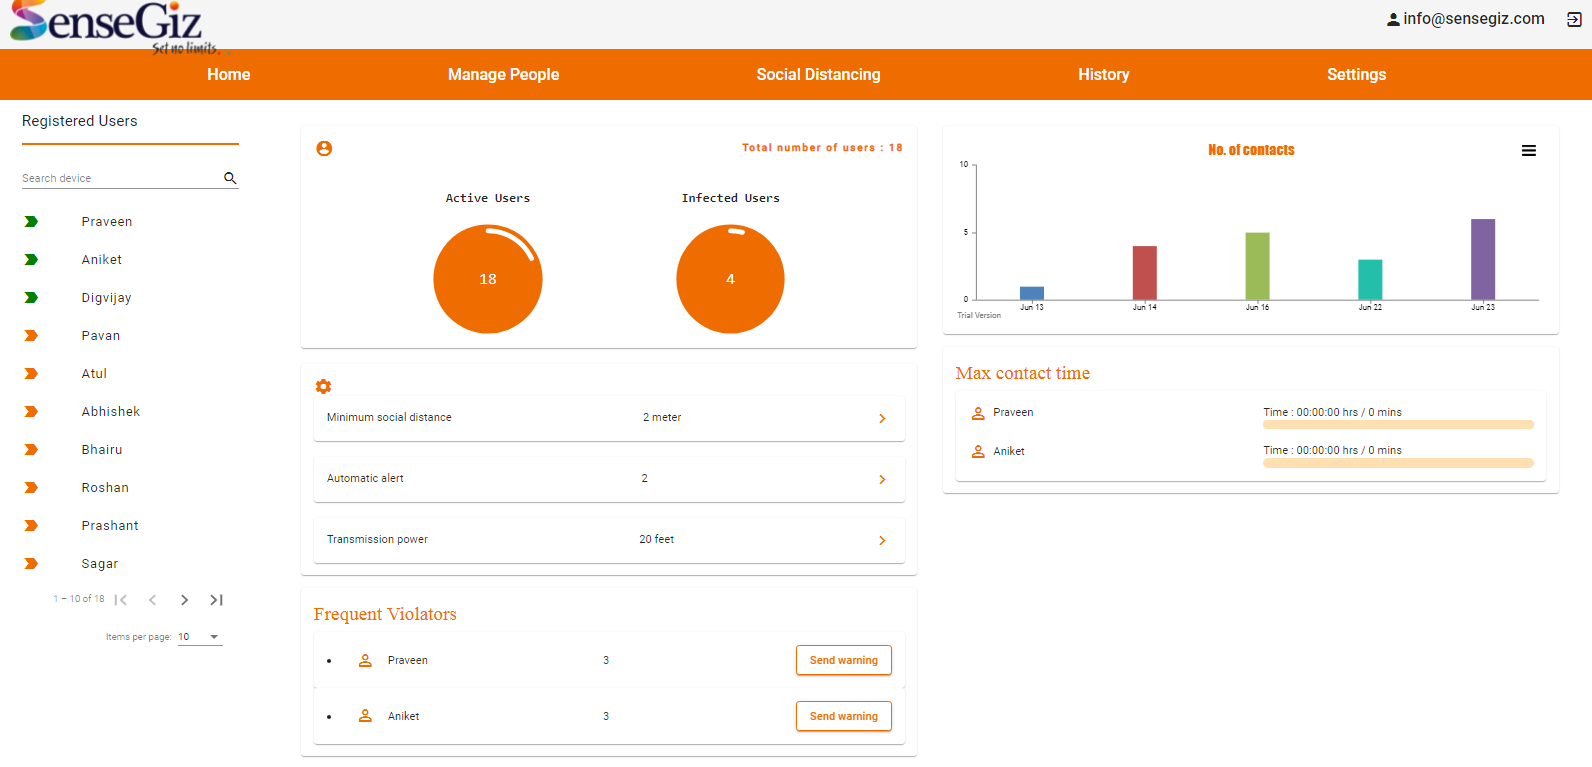 SenseGiz
Set no limits.
info@sensegiz.com
Home
Manage People
Social Distancing
History
Settings
Registered Users
Search device
Praveen
Aniket
Digvijay
Pavan
Atul
Abhishek
Bhairu
Roshan
Prashant
Sagar
1 – 10 of 18
Items per page: 10
Total number of users : 18
Active Users
Infected Users
18
4
Minimum social distance 2 meter
Automatic alert 2
Transmission power 20 feet
Frequent Violators
Praveen 3 Send warning
Aniket 3 Send warning
No. of contacts
10
5
0
Jun 13 Jun 14 Jun 16 Jun 22 Jun 23
Trial Version
Max contact time
Praveen Time : 00:00:00 hrs / 0 mins
Aniket Time : 00:00:00 hrs / 0 mins